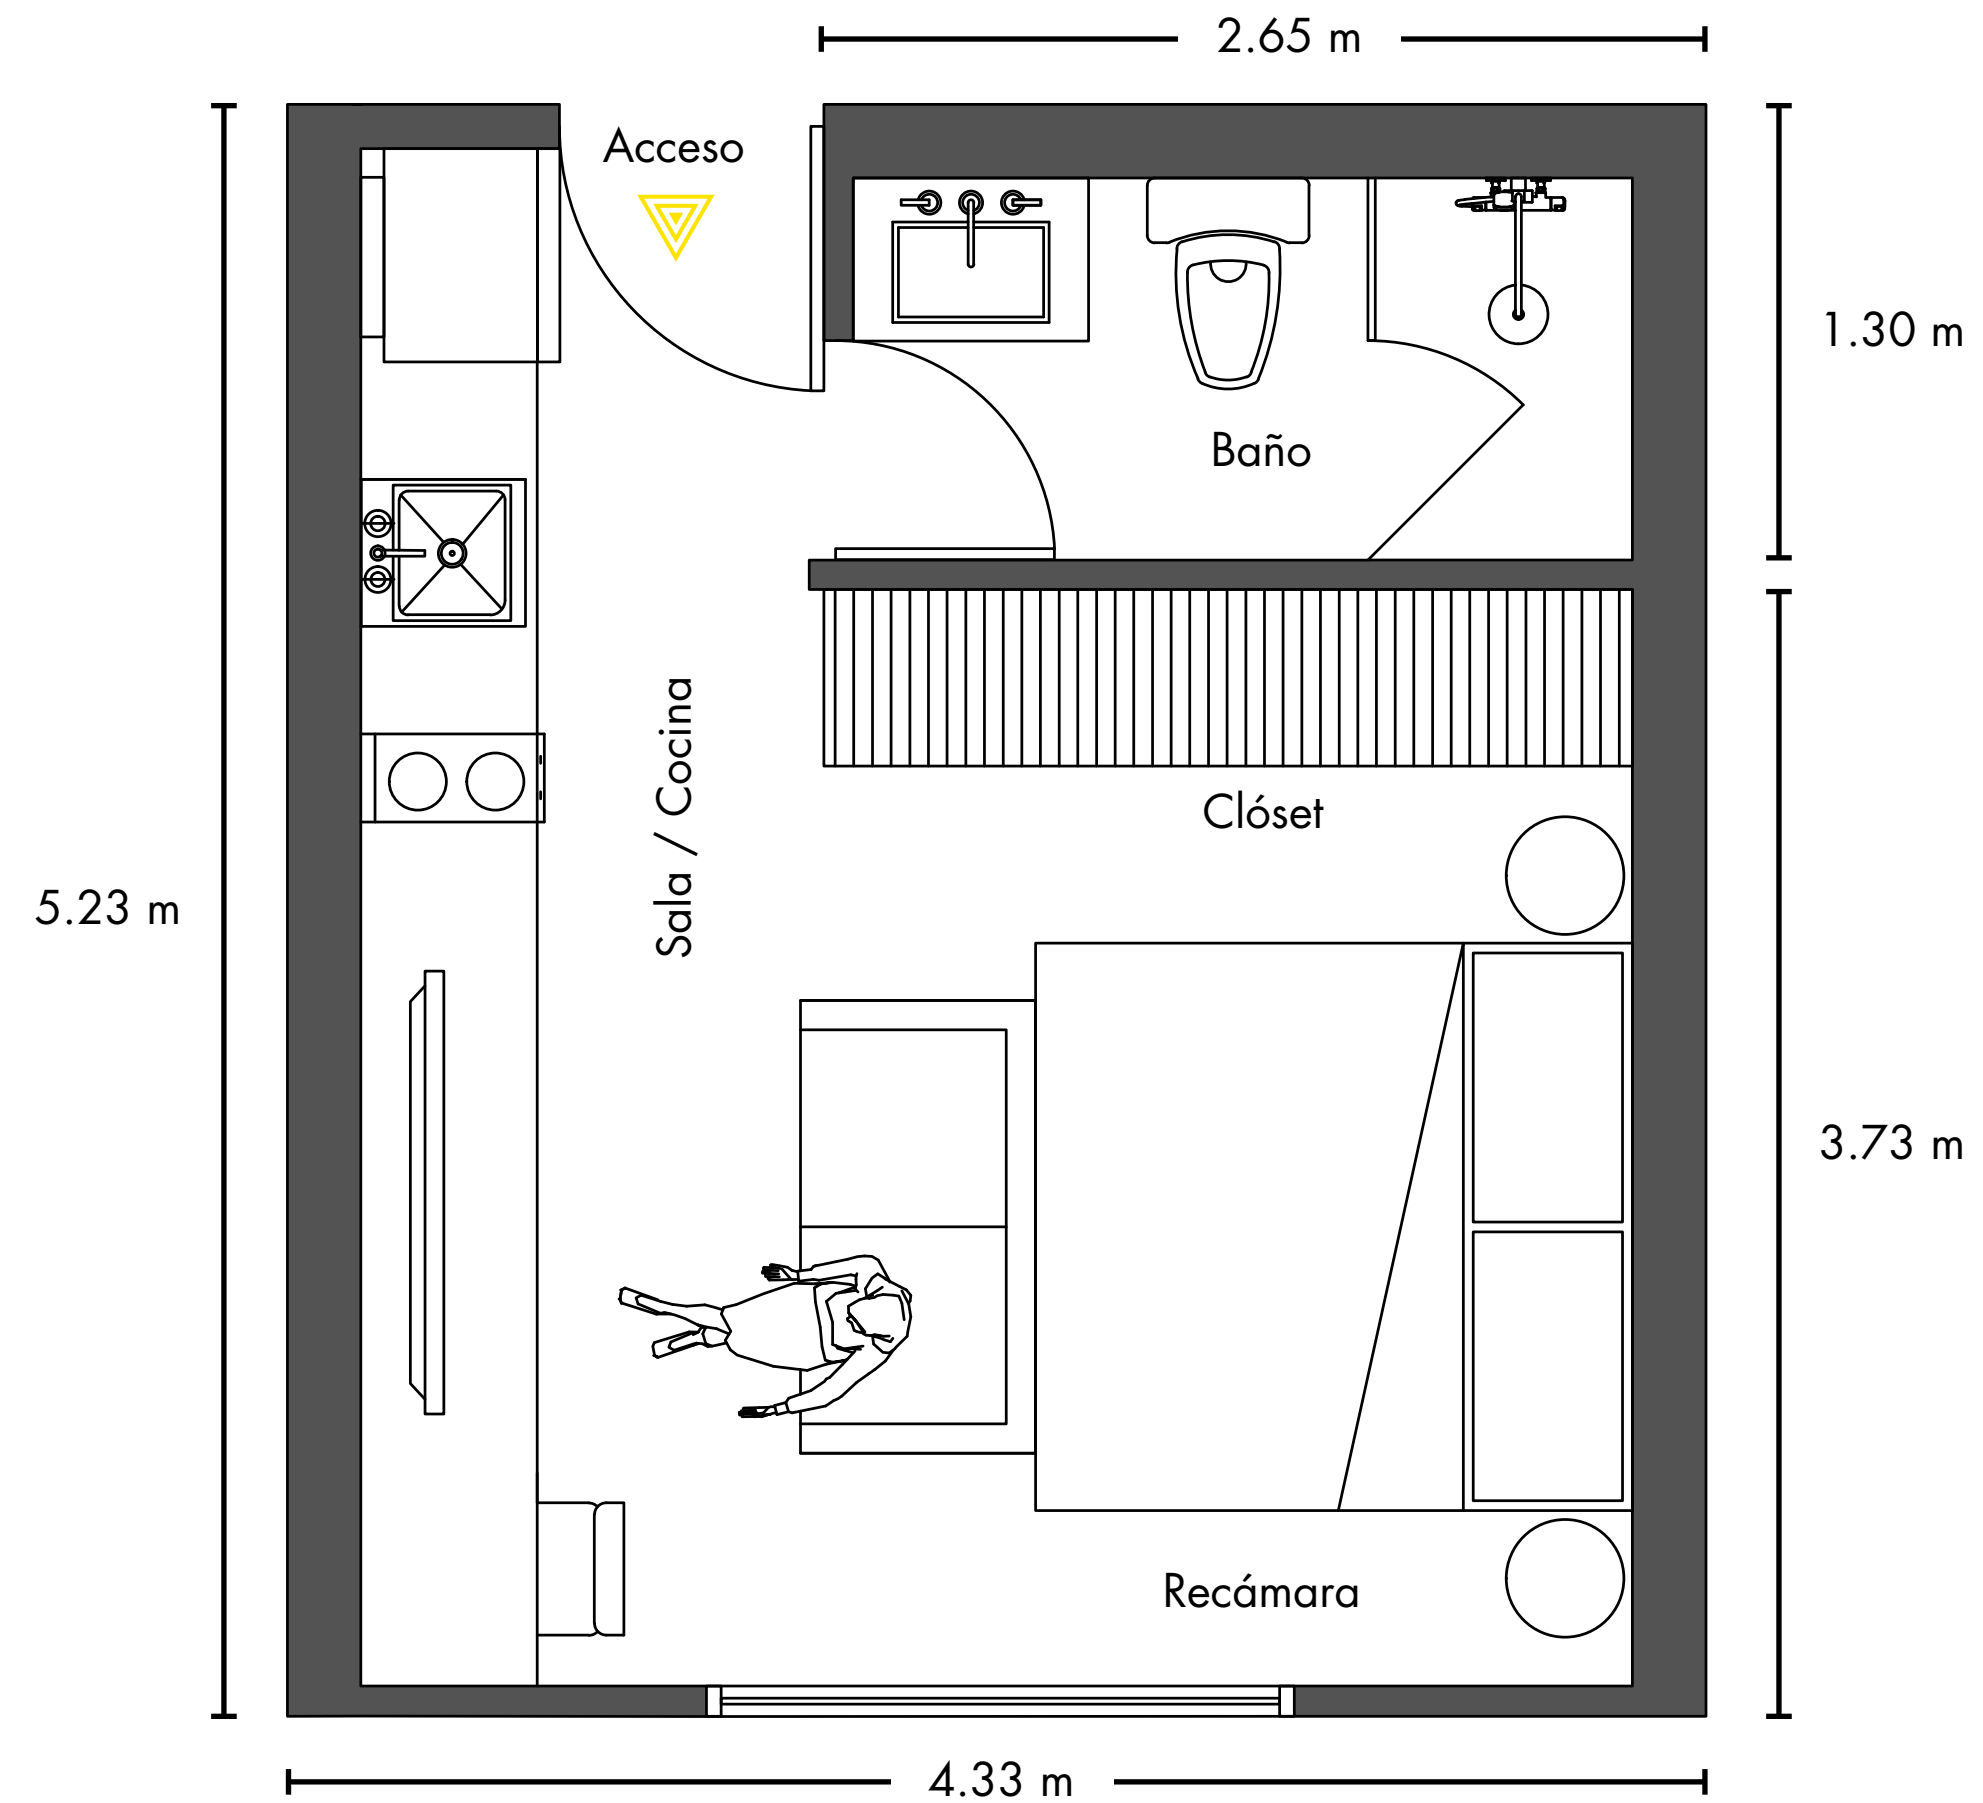 2.65 m
Acceso
1.30 m
Baño
Sala / Cocina
Clóset
5.23 m
3.73 m
Recámara
4.33 m